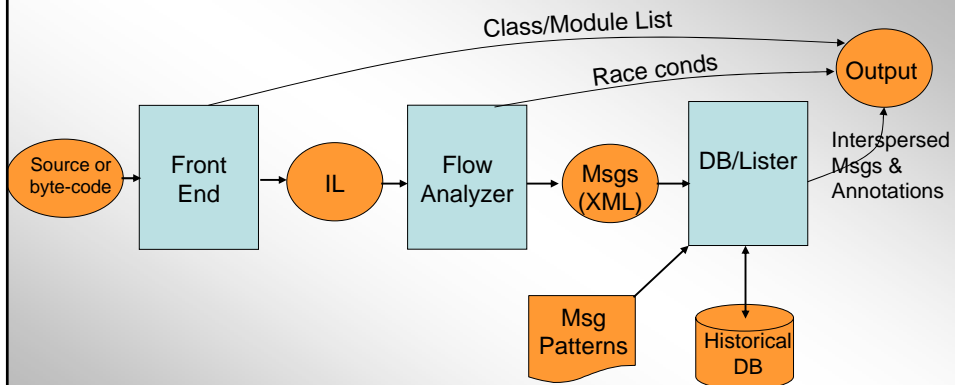 Class/Module List
Race conds
Output
Source or
byte-code
Front
End
IL
Flow
Analyzer
Msgs
(XML)
DB/Lister
Interspersed
Msgs &
Annotations
Msg
Patterns
Historical
DB